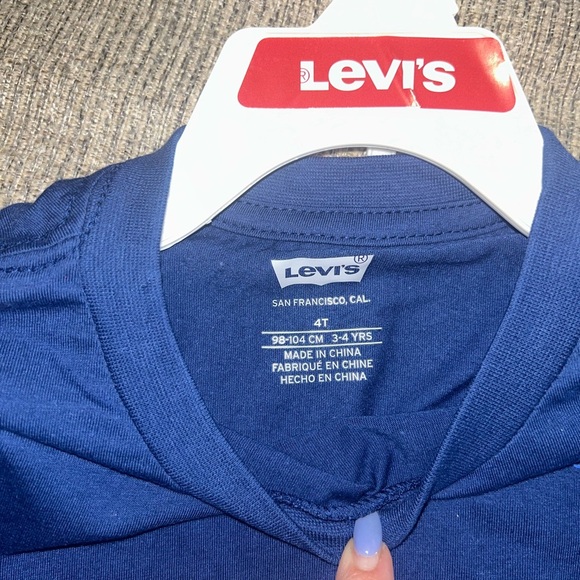 LEVI'S®
LEVI'S®
SAN FRANCISCO, CAL.
4T
98-104 CM 3-4 YRS
MADE IN CHINA
FABRIQUÉ EN CHINE
HECHO EN CHINA